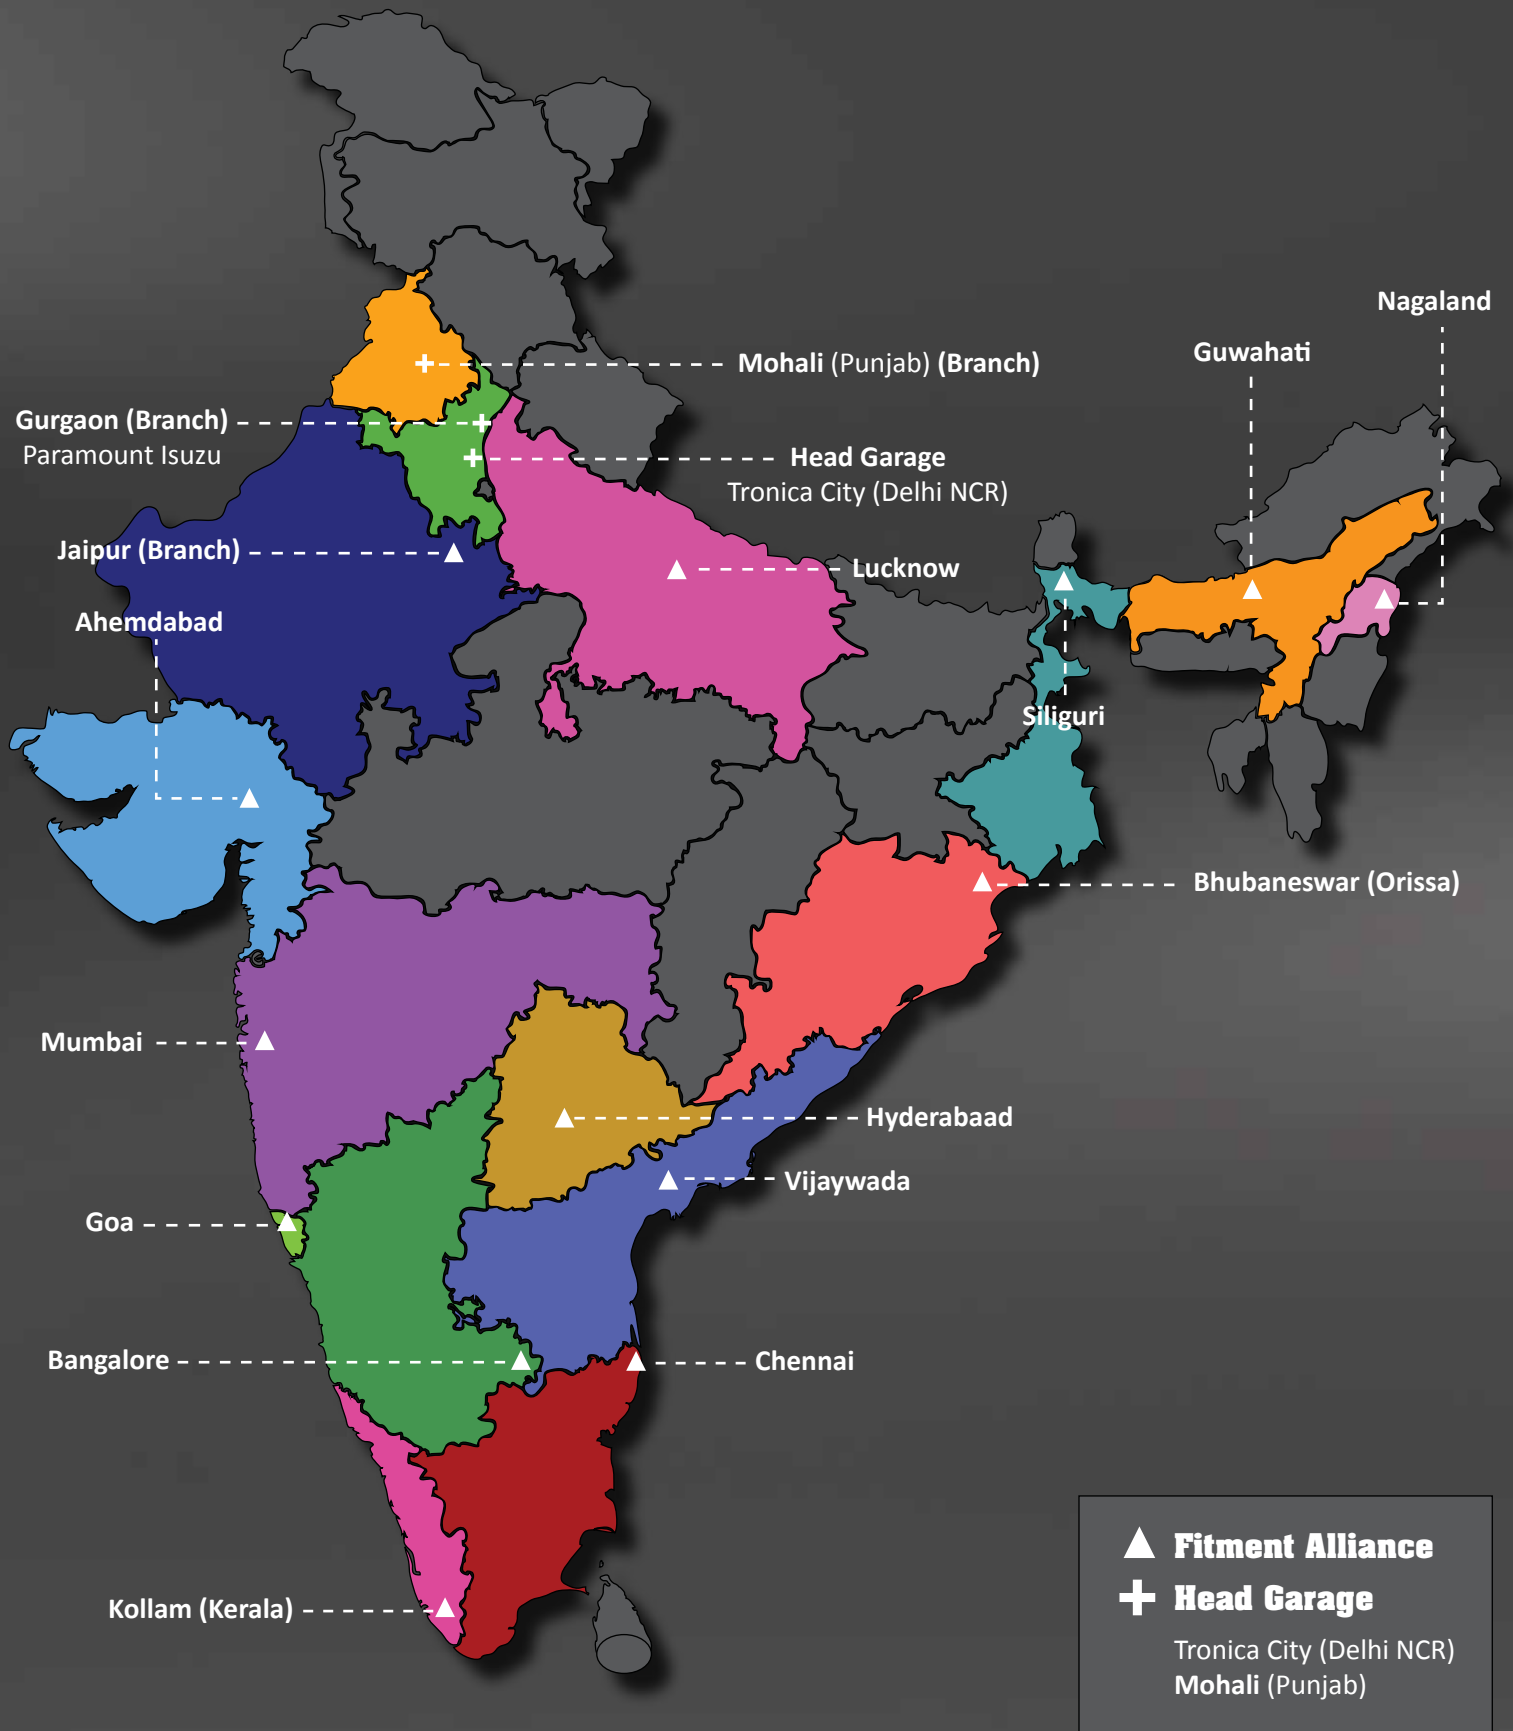 Nagaland
Guwahati
Mohali (Punjab) (Branch)
Gurgaon (Branch)
Paramount Isuzu
Head Garage
Tronica City (Delhi NCR)
Jaipur (Branch)
Lucknow
Ahemdabad
Siliguri
Bhubaneswar (Orissa)
Mumbai
Hyderabaad
Vijaywada
Goa
Bangalore
Chennai
Kollam (Kerala)
Fitment Alliance
Head Garage
Tronica City (Delhi NCR)
Mohali (Punjab)